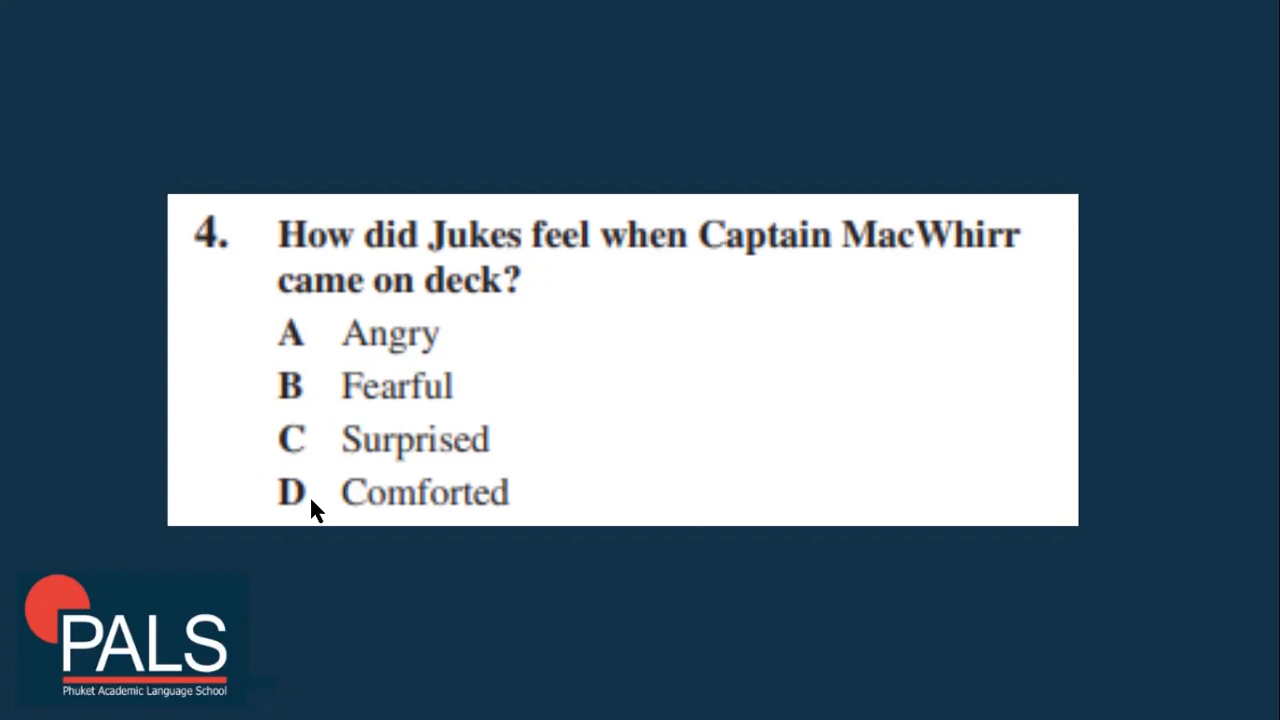 4. How did Jukes feel when Captain MacWhirr
came on deck?
A Angry
B Fearful
C Surprised
D Comforted
PALS
Phuket Academic Language School